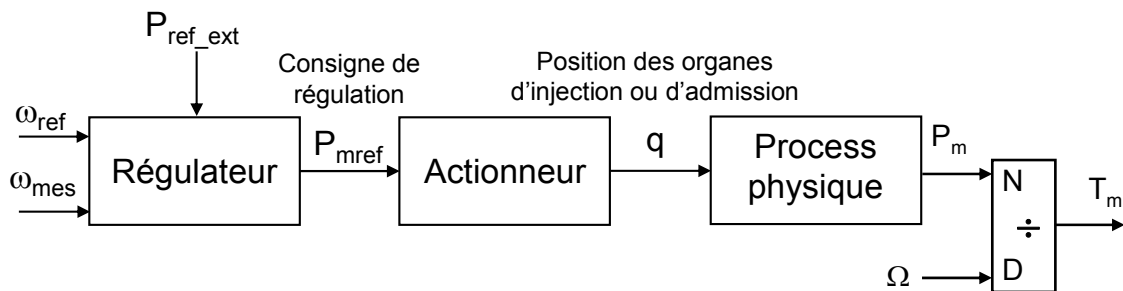 P_ref_ext
Consigne de
régulation
Position des organes
d'injection ou d'admission
ω_ref
ω_mes
Régulateur
P_mref
Actionneur
q
Process
physique
P_m
N
÷
D
T_m
Ω